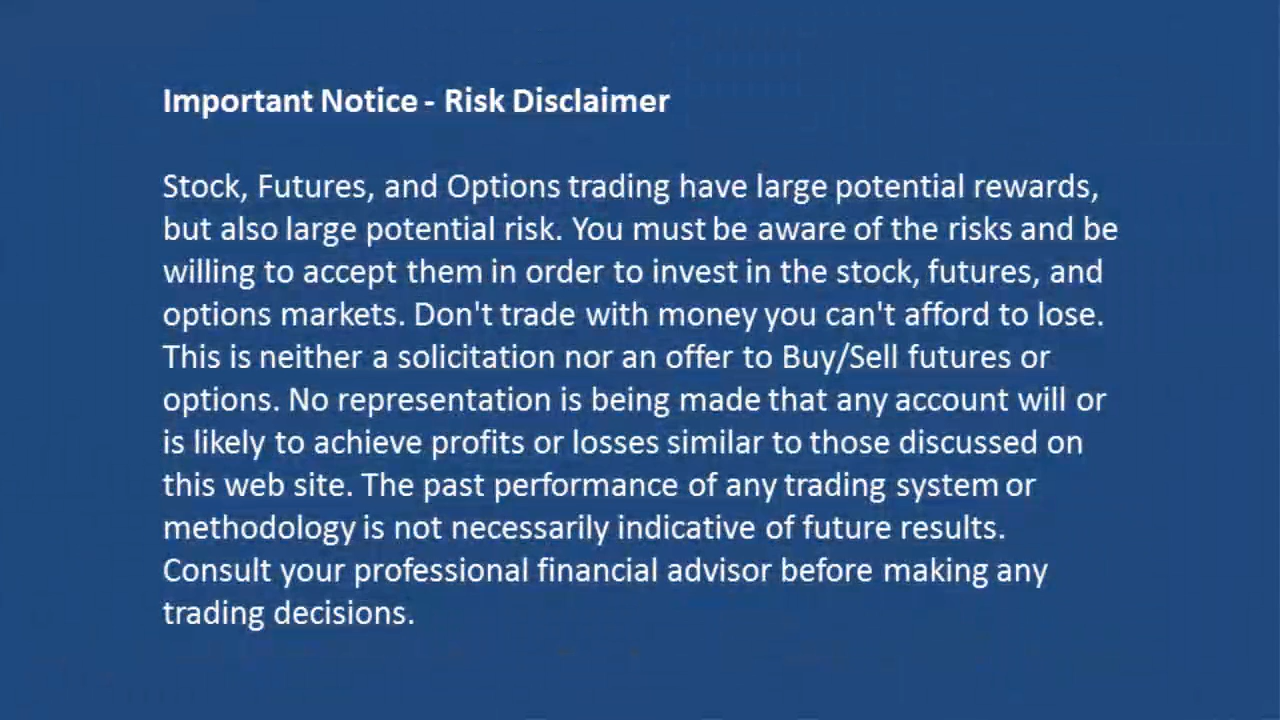 Important Notice - Risk Disclaimer
Stock, Futures, and Options trading have large potential rewards,
but also large potential risk. You must be aware of the risks and be
willing to accept them in order to invest in the stock, futures, and
options markets. Don't trade with money you can't afford to lose.
This is neither a solicitation nor an offer to Buy/Sell futures or
options. No representation is being made that any account will or
is likely to achieve profits or losses similar to those discussed on
this web site. The past performance of any trading system or
methodology is not necessarily indicative of future results.
Consult your professional financial advisor before making any
trading decisions.